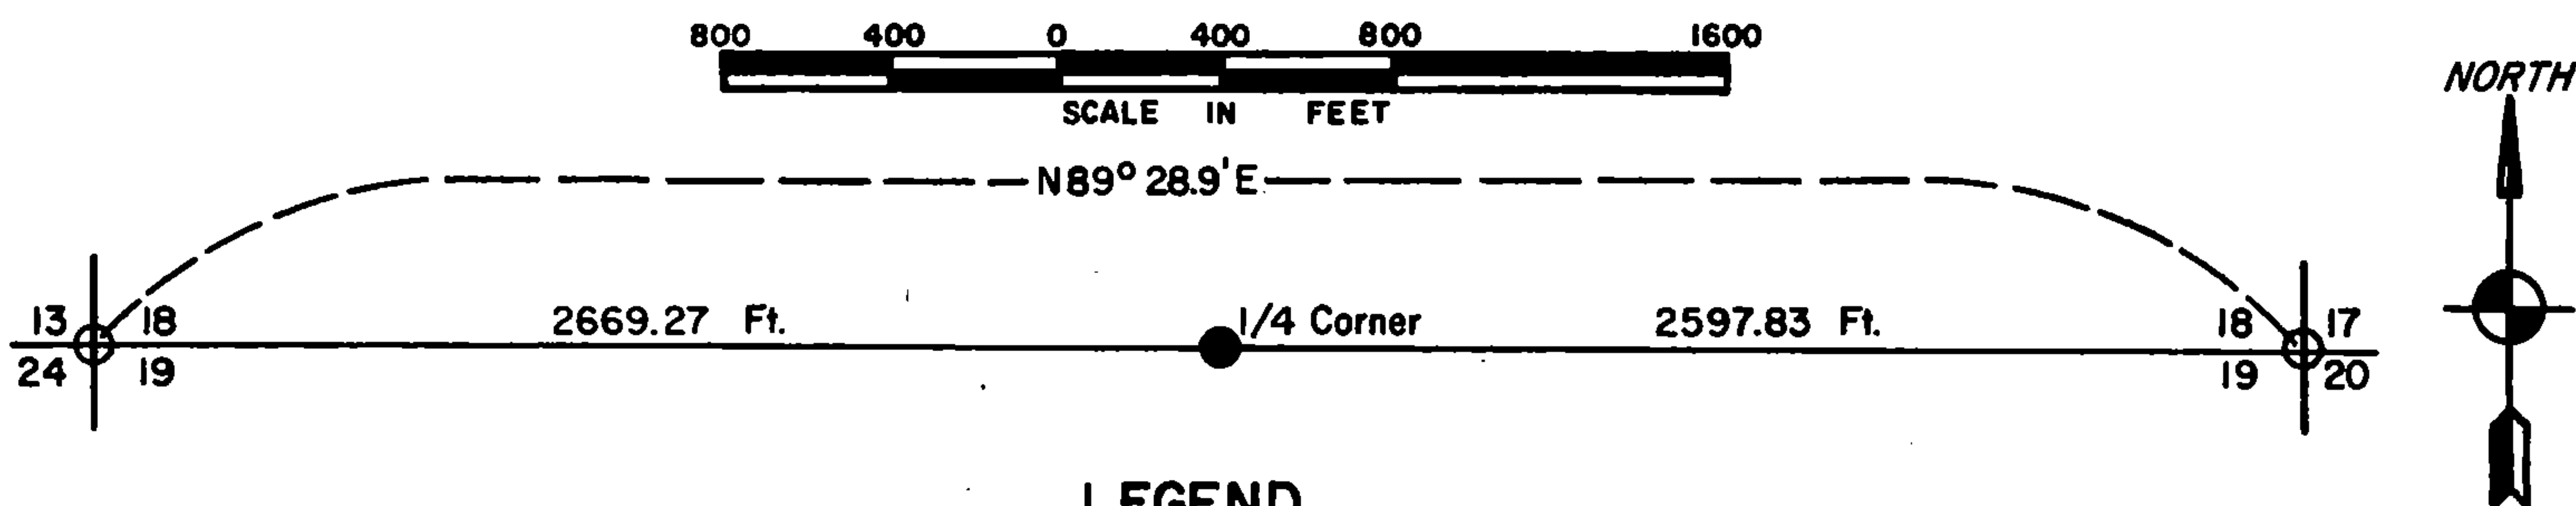 800 400 0 400 800 1600
SCALE IN FEET
NORTH
N89° 28.9' E
13 18 2669.27 Ft. 1/4 Corner 2597.83 Ft. 18 17
24 19 19 20
LEGEND